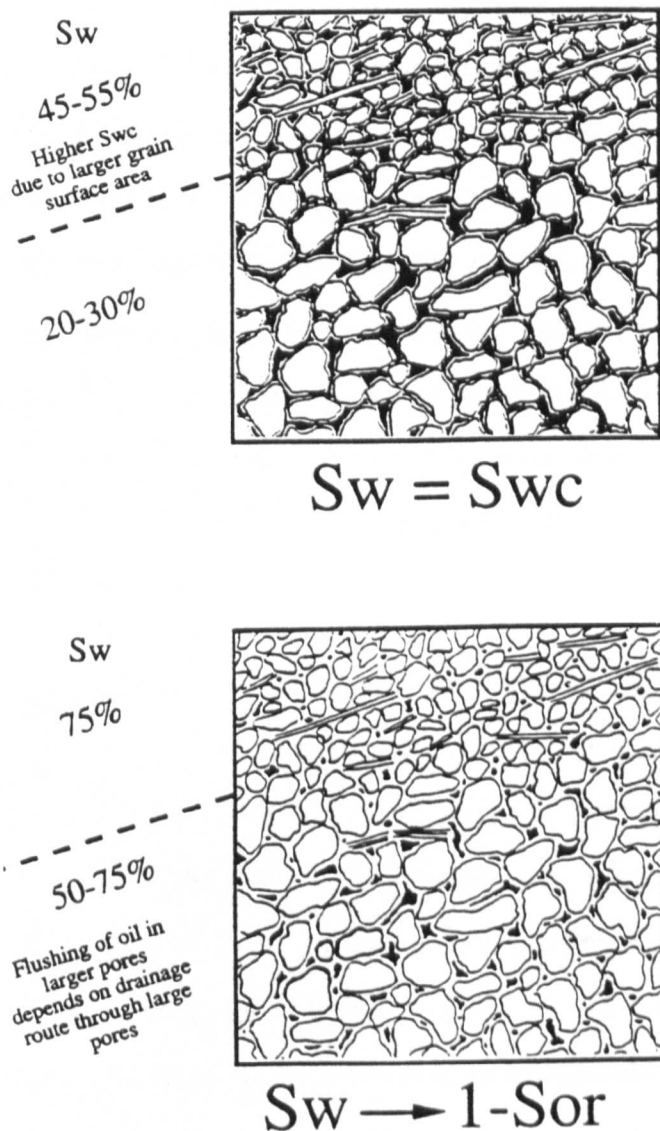 Sw
45-55%
Higher Swc
due to larger grain
surface area
20-30%
Sw = Swc
Sw
75%
50-75%
Flushing of oil in
larger pores
depends on drainage
route through large
pores
Sw → 1-Sor